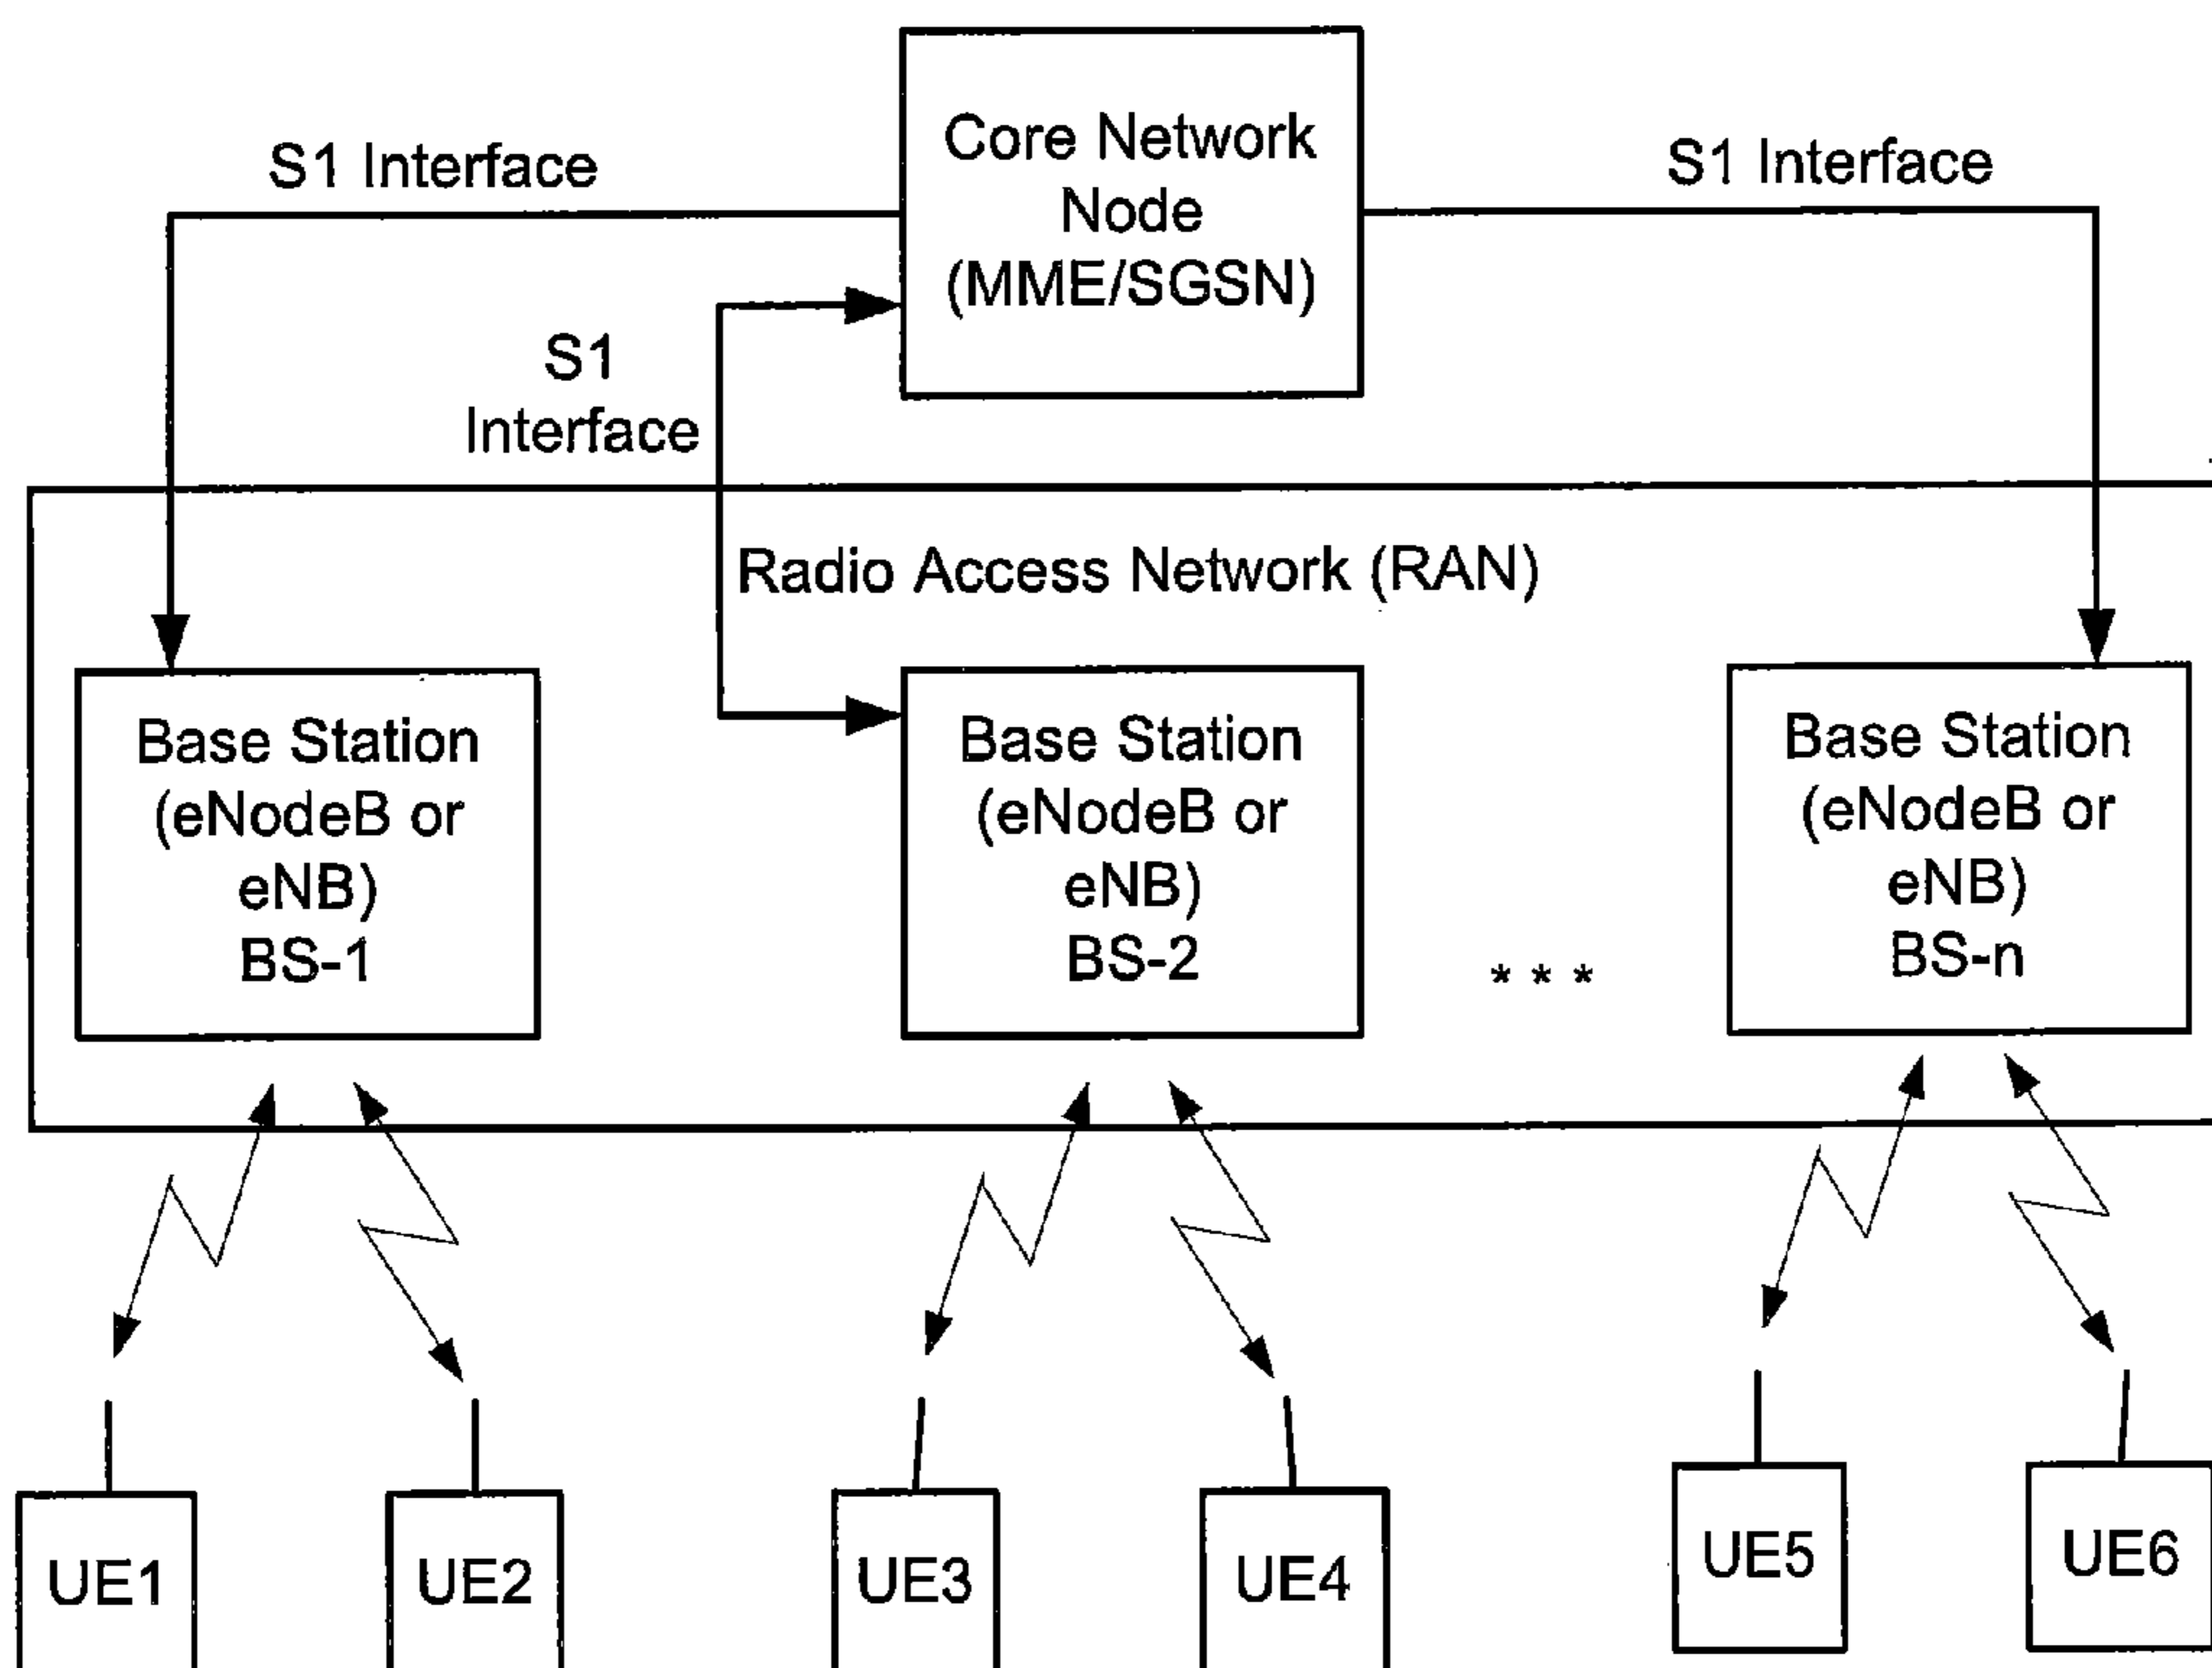 Core Network
Node
(MME/SGSN)
S1 Interface
S1 Interface
S1
Interface
Radio Access Network (RAN)
Base Station
(eNodeB or
eNB)
BS-1
Base Station
(eNodeB or
eNB)
BS-2
* * *
Base Station
(eNodeB or
eNB)
BS-n
UE1
UE2
UE3
UE4
UE5
UE6